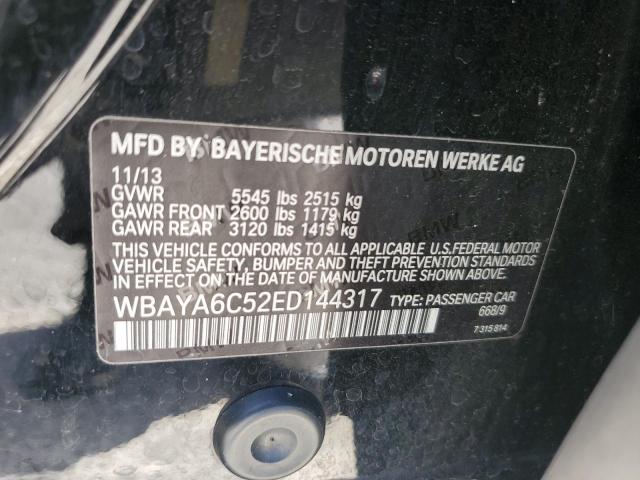 MFD BY BAYERISCHE MOTOREN WERKE AG
11/13
GVWR 5545 lbs 2515 kg
GAWR FRONT 2600 lbs 1179 kg
GAWR REAR 3120 lbs 1415 kg
THIS VEHICLE CONFORMS TO ALL APPLICABLE U.S.FEDERAL MOTOR
VEHICLE SAFETY, BUMPER AND THEFT PREVENTION STANDARDS
IN EFFECT ON THE DATE OF MANUFACTURE SHOWN ABOVE.
WBAYA6C52ED144317 TYPE: PASSENGER CAR
668/9
7315814